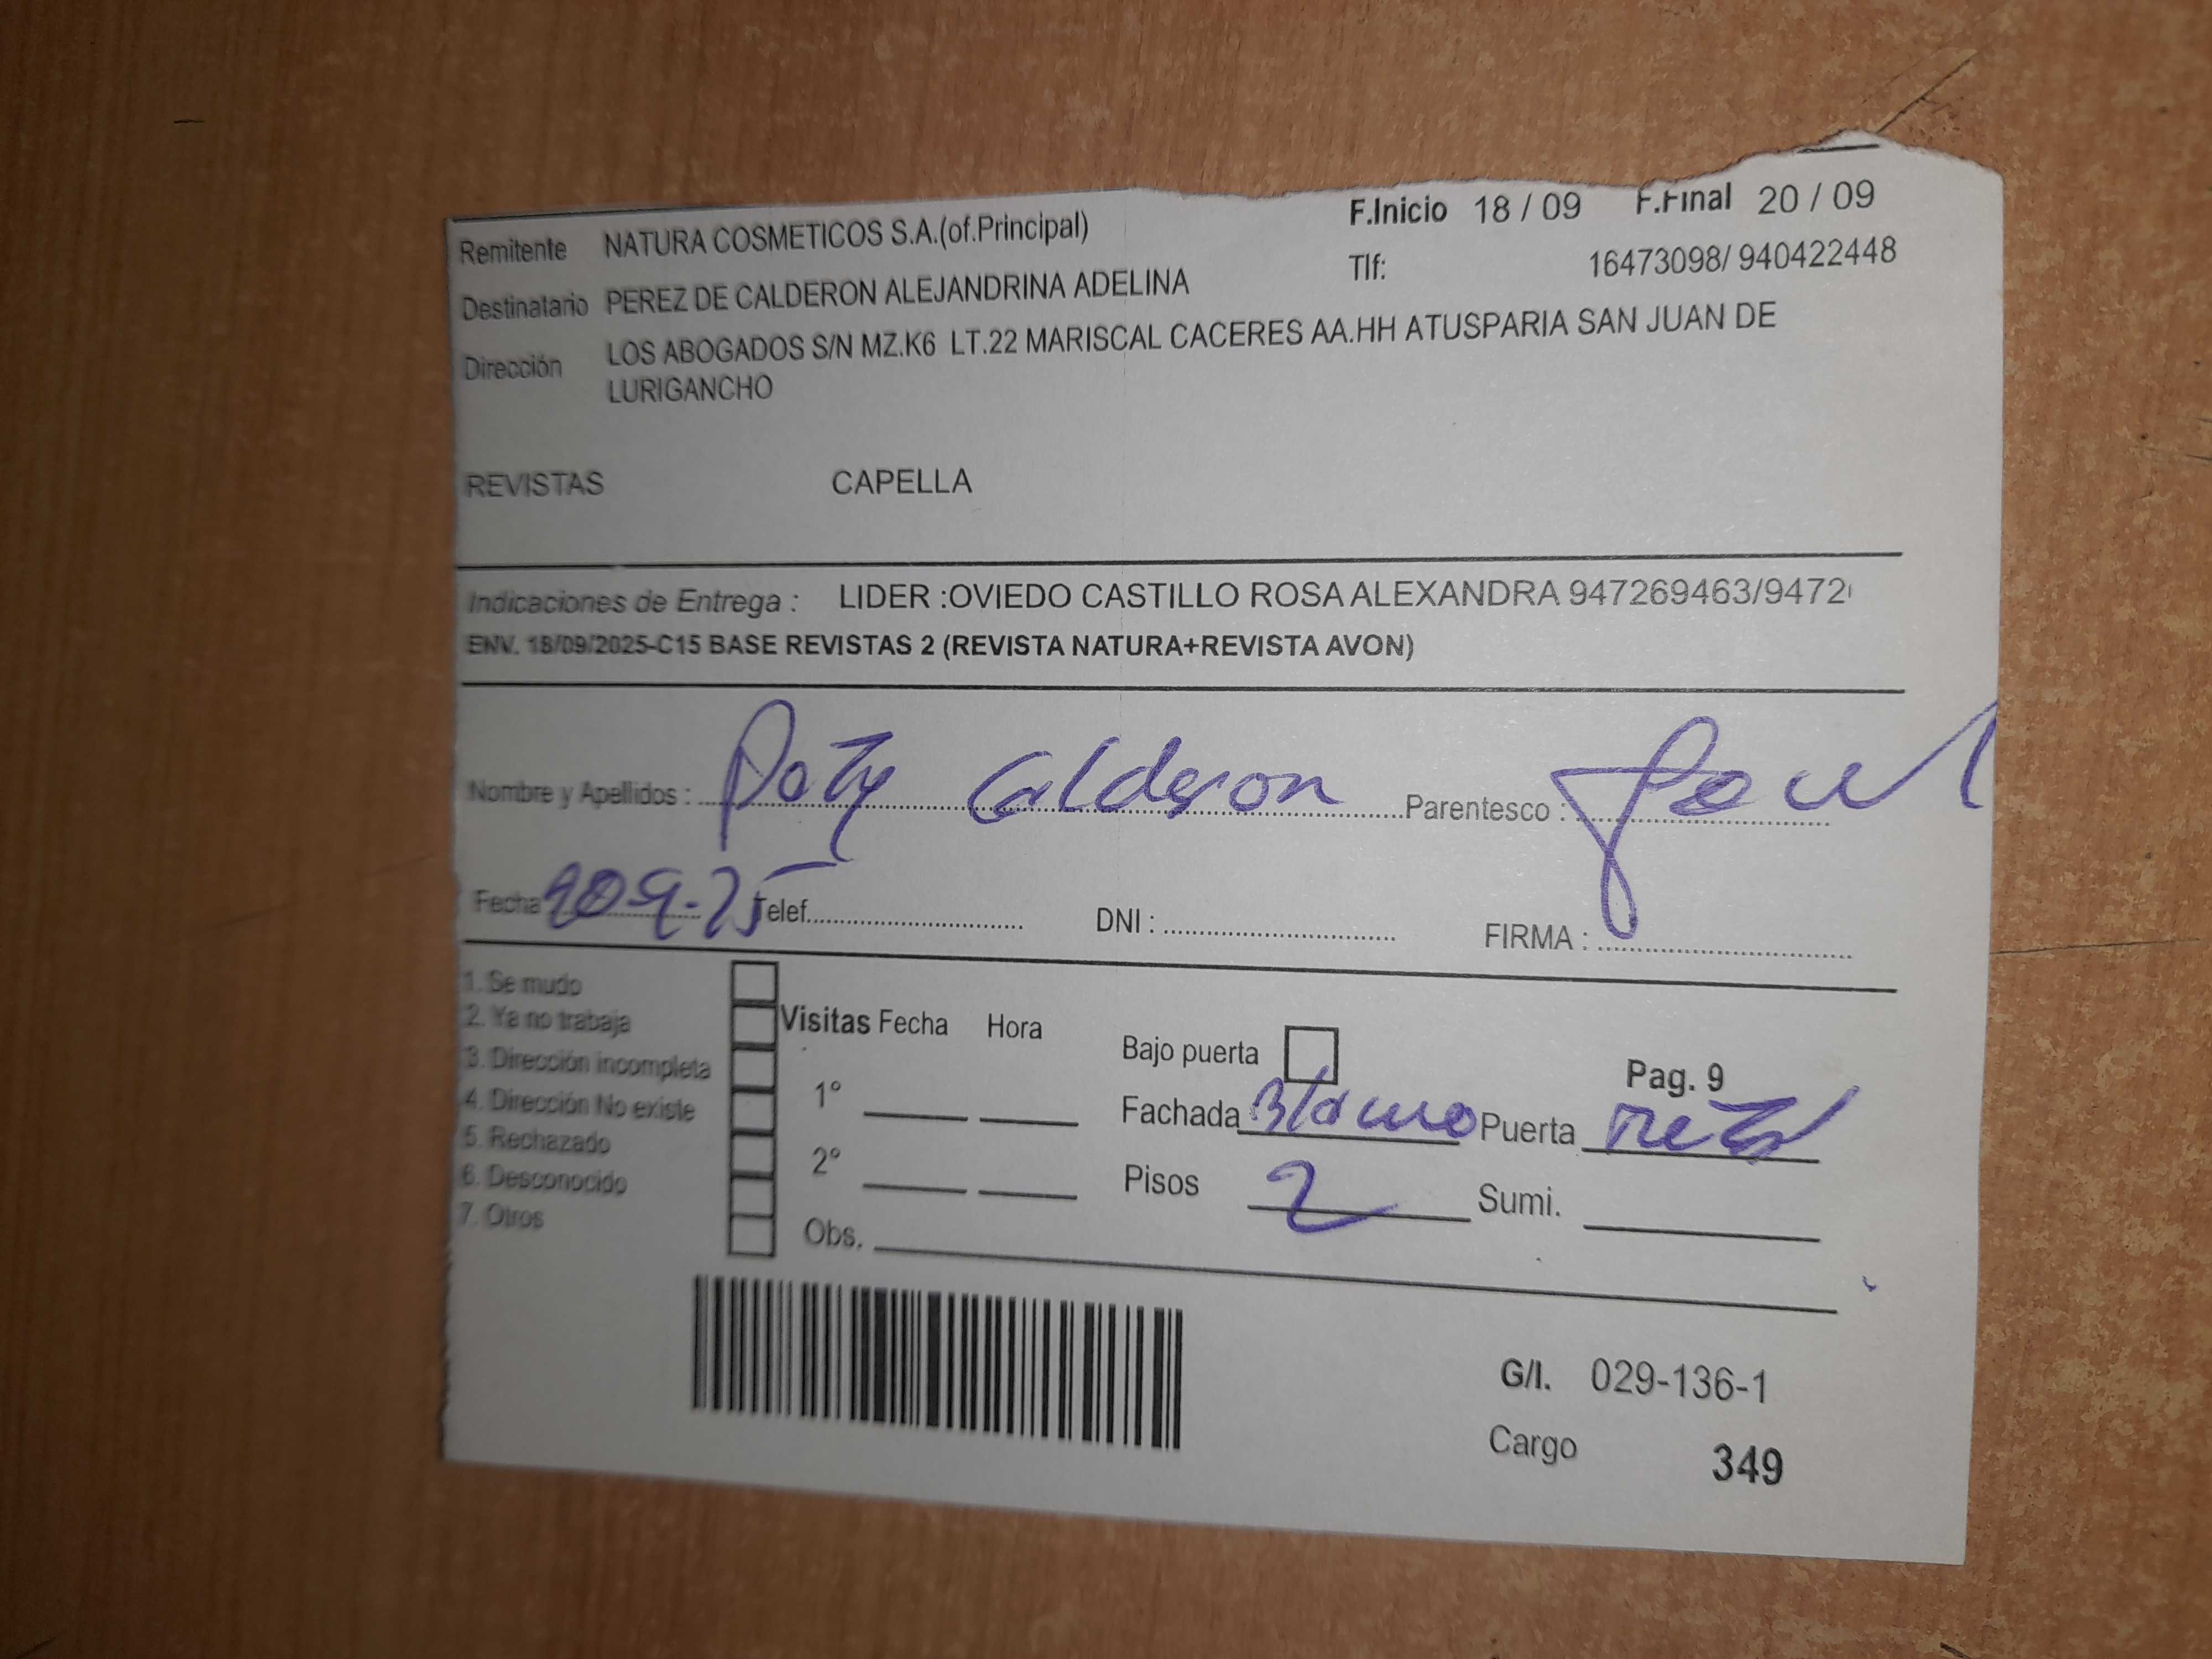 F.Inicio 18 / 09 F.Final 20 / 09
Remitente NATURA COSMETICOS S.A.(of.Principal)
Tlf: 16473098/ 940422448
Destinatario PEREZ DE CALDERON ALEJANDRINA ADELINA
Dirección LOS ABOGADOS S/N MZ.K6 LT.22 MARISCAL CACERES AA.HH ATUSPARIA SAN JUAN DE
LURIGANCHO
REVISTAS CAPELLA
Indicaciones de Entrega : LIDER :OVIEDO CASTILLO ROSA ALEXANDRA 947269463/9472
ENV. 18/09/2025-C15 BASE REVISTAS 2 (REVISTA NATURA+REVISTA AVON)
Nombre y Apellidos : Paty Calderon Parentesco :
Fecha Telef. DNI : FIRMA :
1. Se mudo
2. Ya no trabaja
3. Dirección incompleta
4. Dirección No existe
5. Rechazado
6. Desconocido
7. Otros
Visitas Fecha Hora
1°
2°
Obs.
Bajo puerta
Pag. 9
Fachada Blanco Puerta
Pisos 2 Sumi.
G/I. 029-136-1
Cargo 349